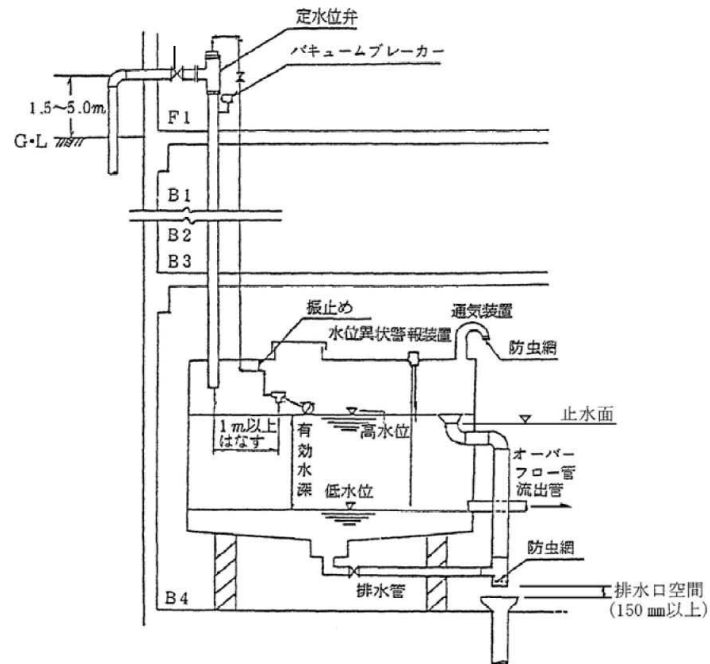 定水位弁
バキュームブレーカー
1.5~5.0m
G・L
F1
B1
B2
B3
振止め
水位異状警報装置
通気装置
防虫網
1m以上
はなす
有効水深
高水位
止水面
低水位
オーバー
フロー管
流出管
防虫網
排水管
排水口空間
(150 mm以上)
B4